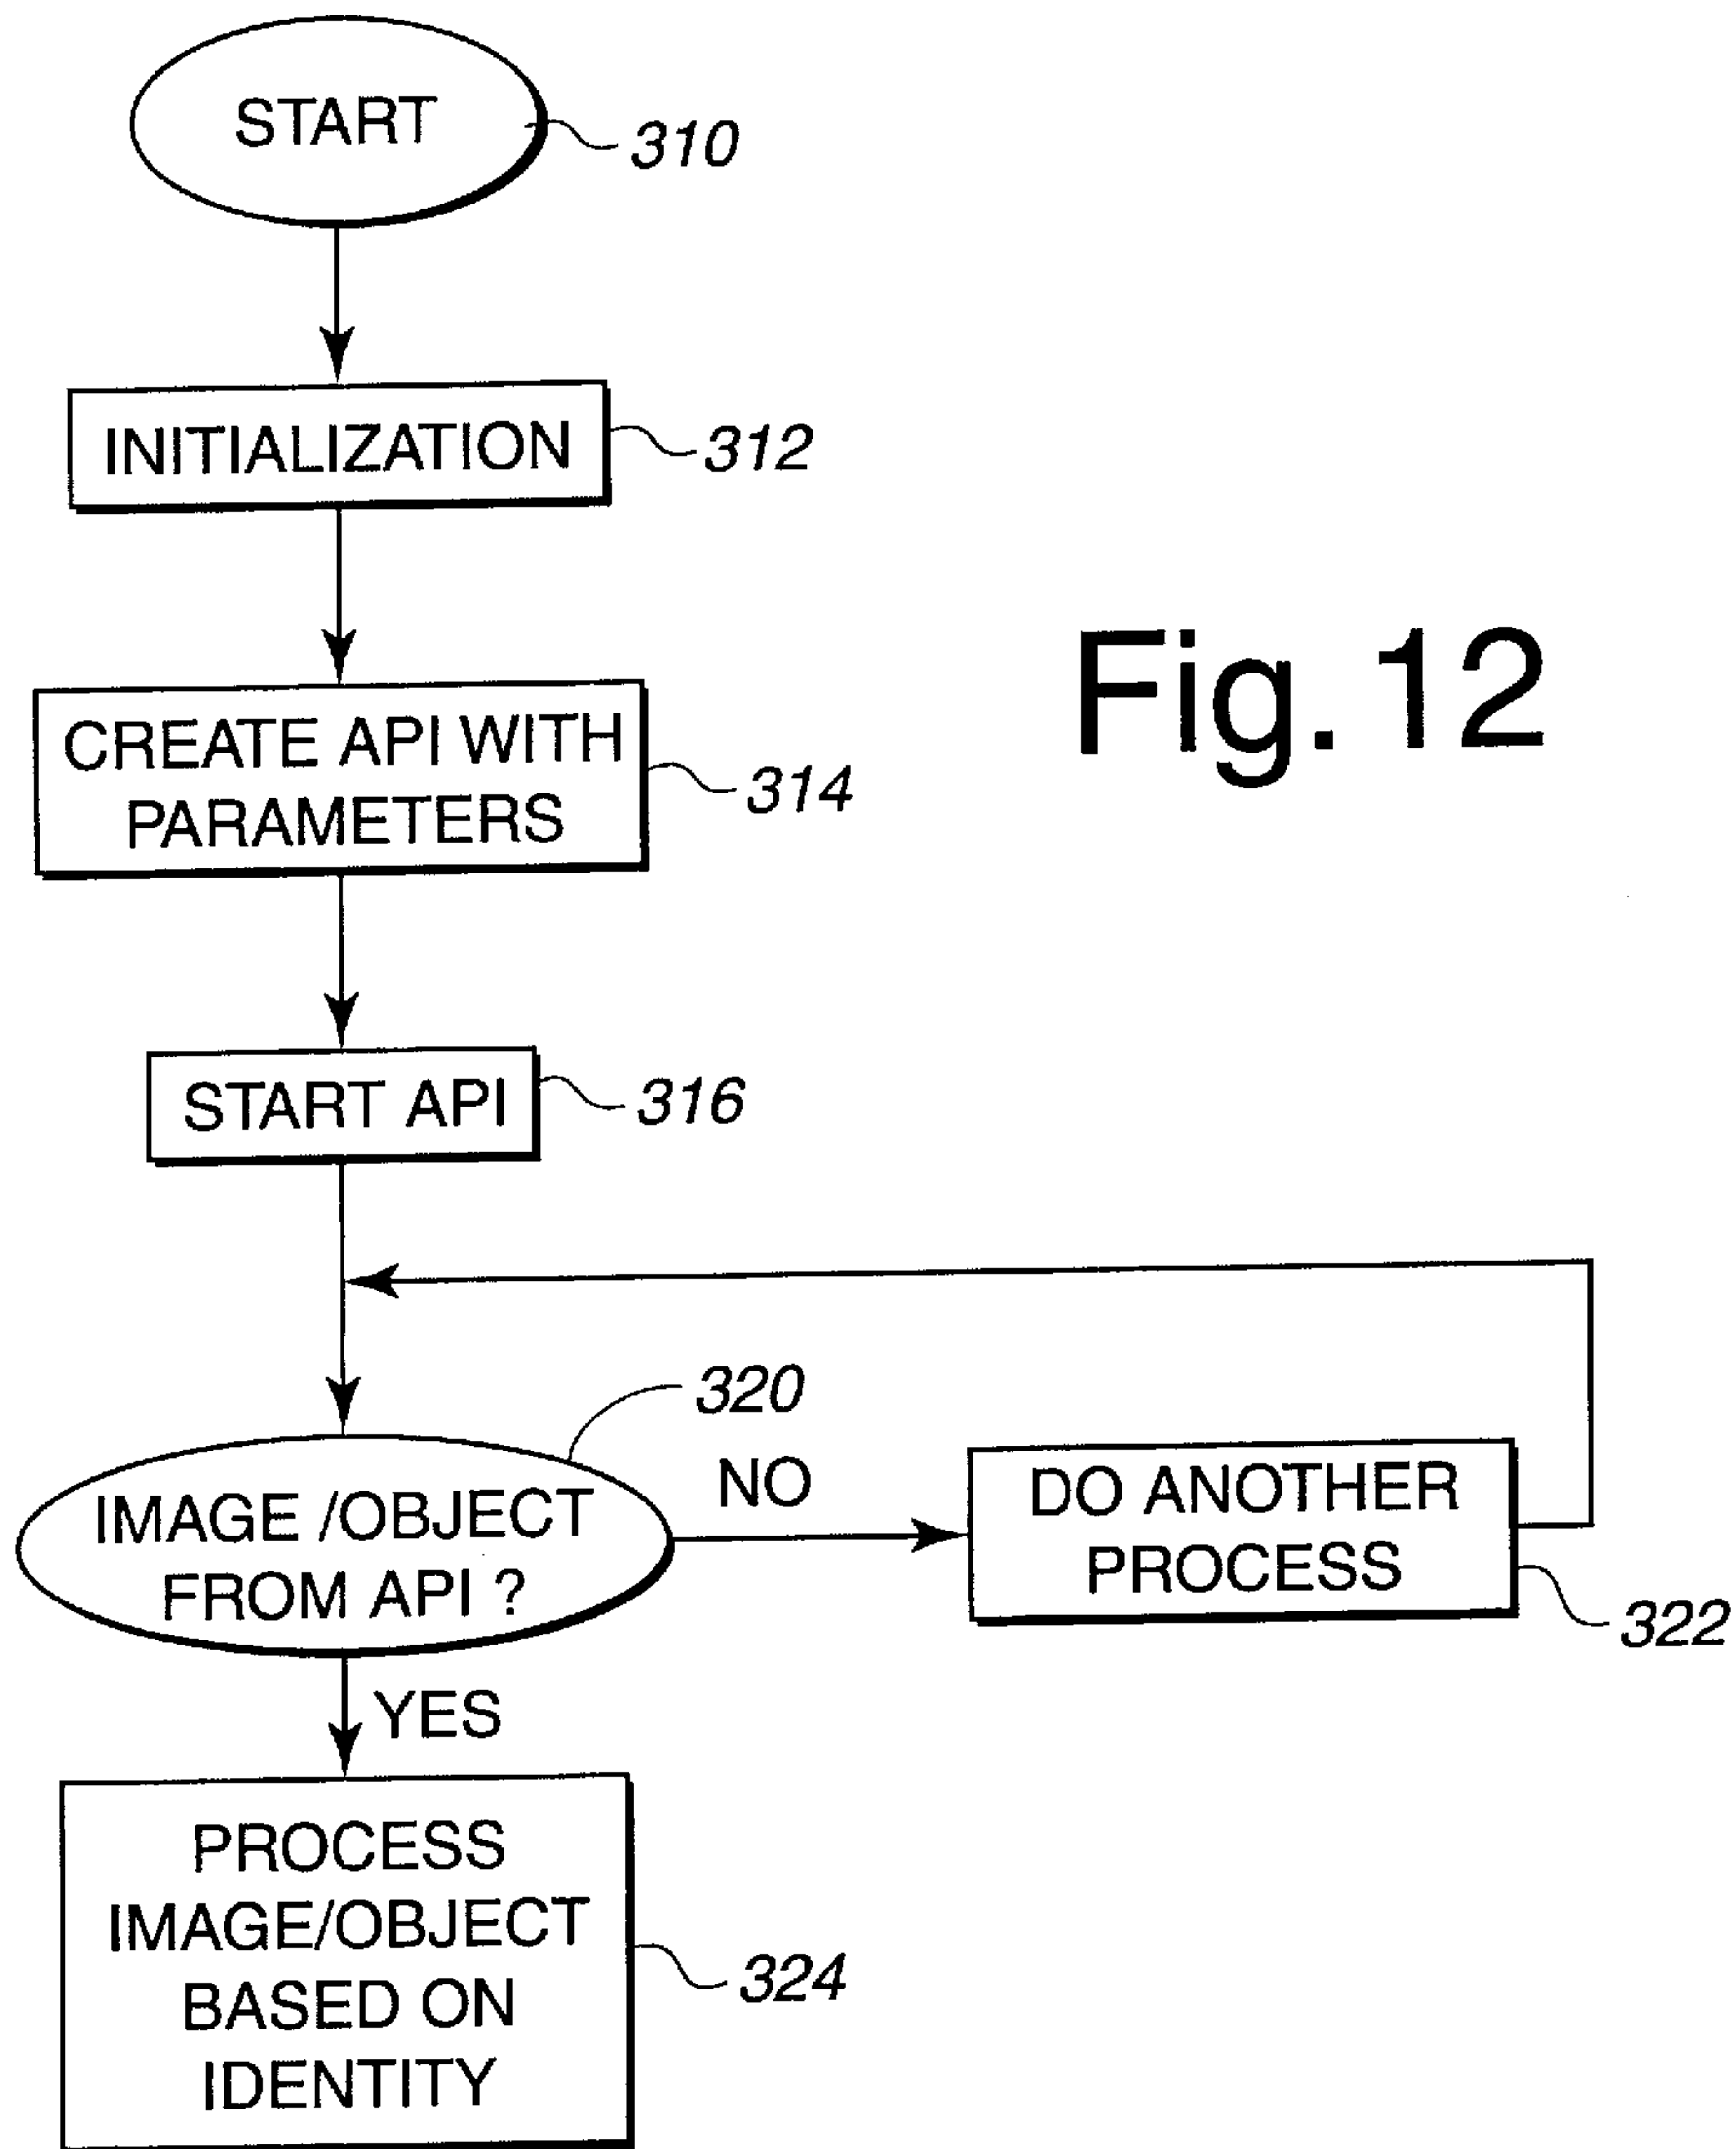 START
310
INITIALIZATION
312
CREATE API WITH
PARAMETERS
314
Fig.12
START API
316
320
IMAGE /OBJECT
FROM API ?
NO
DO ANOTHER
PROCESS
322
YES
PROCESS
IMAGE/OBJECT
BASED ON
IDENTITY
324